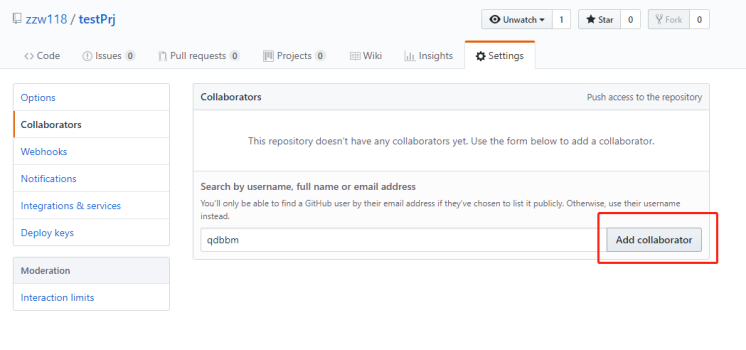 zzw118 / testPrj
Unwatch 1 Star 0 Fork 0
Code Issues 0 Pull requests 0 Projects 0 Wiki Insights Settings
Options
Collaborators
Webhooks
Notifications
Integrations & services
Deploy keys
Moderation
Interaction limits
Collaborators Push access to the repository
This repository doesn't have any collaborators yet. Use the form below to add a collaborator.
Search by username, full name or email address
You'll only be able to find a GitHub user by their email address if they've chosen to list it publicly. Otherwise, use their username
instead.
qdbbm Add collaborator